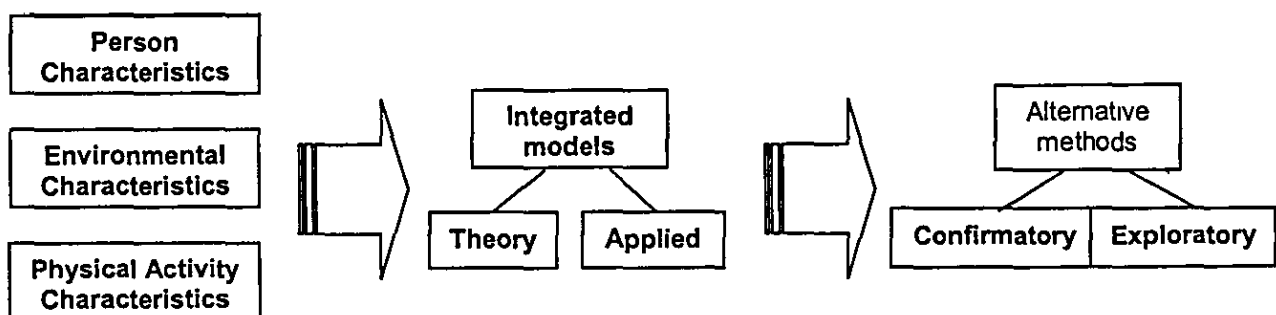 Person
Characteristics
Environmental
Characteristics
Physical Activity
Characteristics
Integrated
models
Theory
Applied
Alternative
methods
Confirmatory
Exploratory